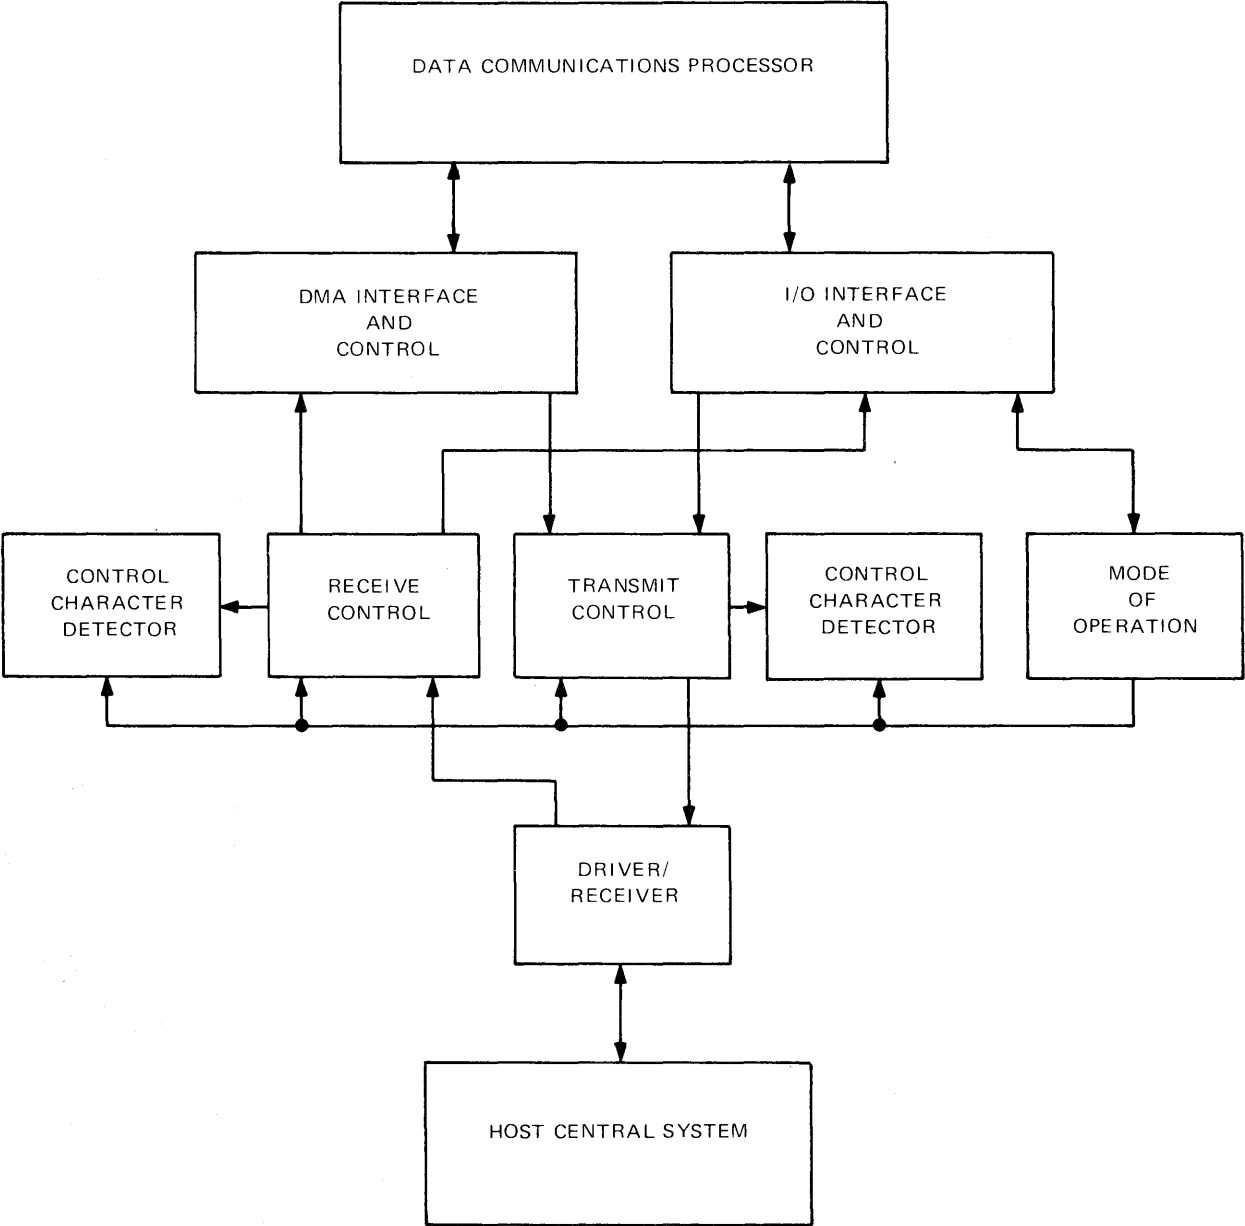 DATA COMMUNICATIONS PROCESSOR
DMA INTERFACE
AND
CONTROL
I/O INTERFACE
AND
CONTROL
CONTROL
CHARACTER
DETECTOR
RECEIVE
CONTROL
TRANSMIT
CONTROL
CONTROL
CHARACTER
DETECTOR
MODE
OF
OPERATION
DRIVER/
RECEIVER
HOST CENTRAL SYSTEM